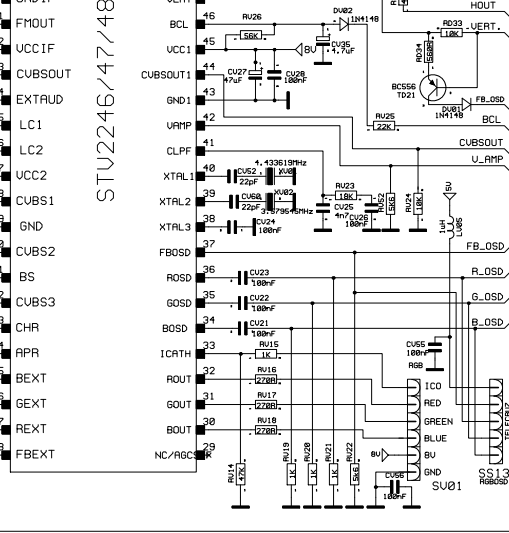 VERT
HOUT
FMOUT
BCL
46
RV26
56K
DV02
1N4148
RD33
10K
VERT.
VCCIF
VCC1
45
8V
CV35
4.7uF
RD34
560R
CVBSOUT
CVBSOUT1
44
CV27
47uF
CV28
100nF
BC556
TD21
EXTAUD
GND1
43
DV01
1N4148
FB_OSD
LC1
VAMP
42
RV25
22K
BCL
LC2
CLPF
41
CVBSOUT
4.433619MHz
V_AMP
VCC2
XTAL1
40
CV52
22pF
XV01
RV23
18K
CVBS1
XTAL2
39
CV60
22pF
XV02
3.579545MHz
CV25
4n7
CV26
100nF
RV52
5K6
RV24
10K
5V
GND
XTAL3
38
CV24
100nF
1uH
LV05
CVBS2
FBOSD
37
FB_OSD
BS
ROSD
36
CV23
100nF
R_OSD
CVBS3
GOSD
35
CV22
100nF
G_OSD
CHR
BOSD
34
CV21
100nF
B_OSD
APR
ICATH
33
RV15
1K
CV55
100nF
RGB
BEXT
ROUT
32
RV16
270R
ICO
GEXT
GOUT
31
RV17
270R
RED
REXT
BOUT
30
RV18
270R
GREEN
BLUE
FBEXT
29
8V
8V
GND
RV14
47K
RV19
1K
RV20
1K
RV21
1K
RV22
5k6
CV56
100nF
SV01
SS13
RGBOSD
STV2246/47/48